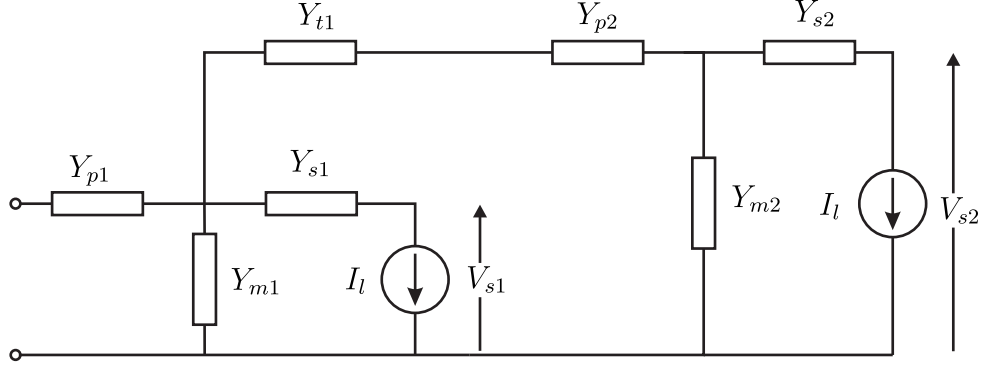 Y_{t1}
Y_{p2}
Y_{s2}
Y_{p1}
Y_{s1}
Y_{m1}
I_l
V_{s1}
Y_{m2}
I_l
V_{s2}